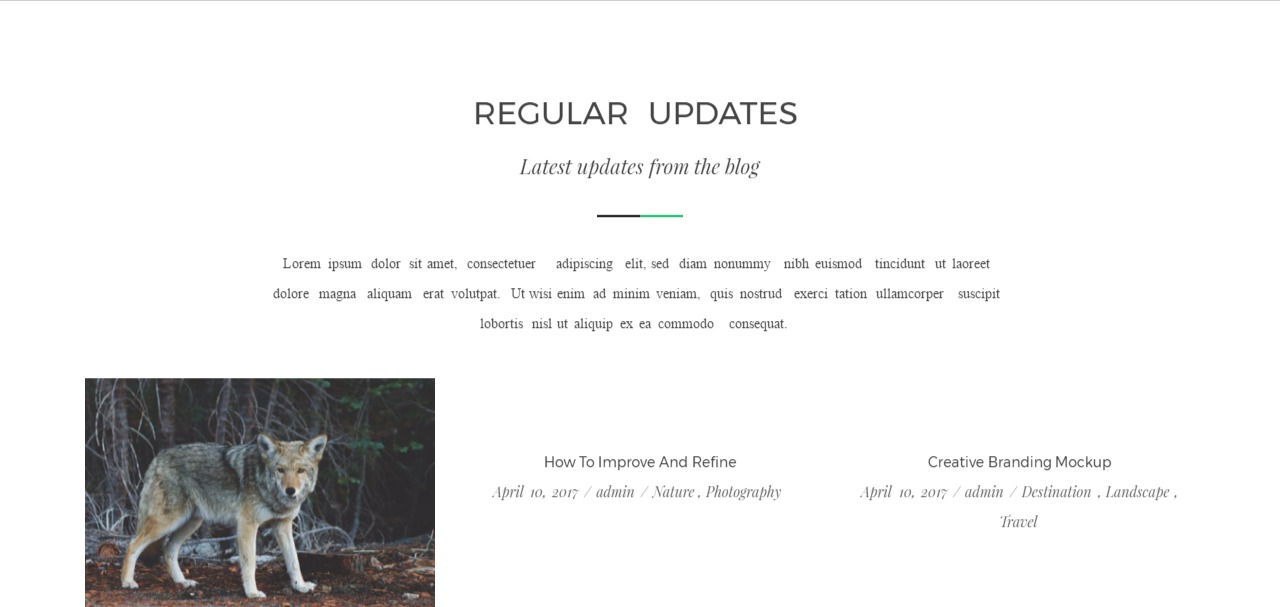 REGULAR UPDATES
Latest updates from the blog
Lorem ipsum dolor sit amet, consectetuer adipiscing elit, sed diam nonummy nibh euismod tincidunt ut laoreet
dolore magna aliquam erat volutpat. Ut wisi enim ad minim veniam, quis nostrud exerci tation ullamcorper suscipit
lobortis nisl ut aliquip ex ea commodo consequat.
How To Improve And Refine
April 10, 2017 / admin / Nature , Photography
Creative Branding Mockup
April 10, 2017 / admin / Destination , Landscape ,
Travel